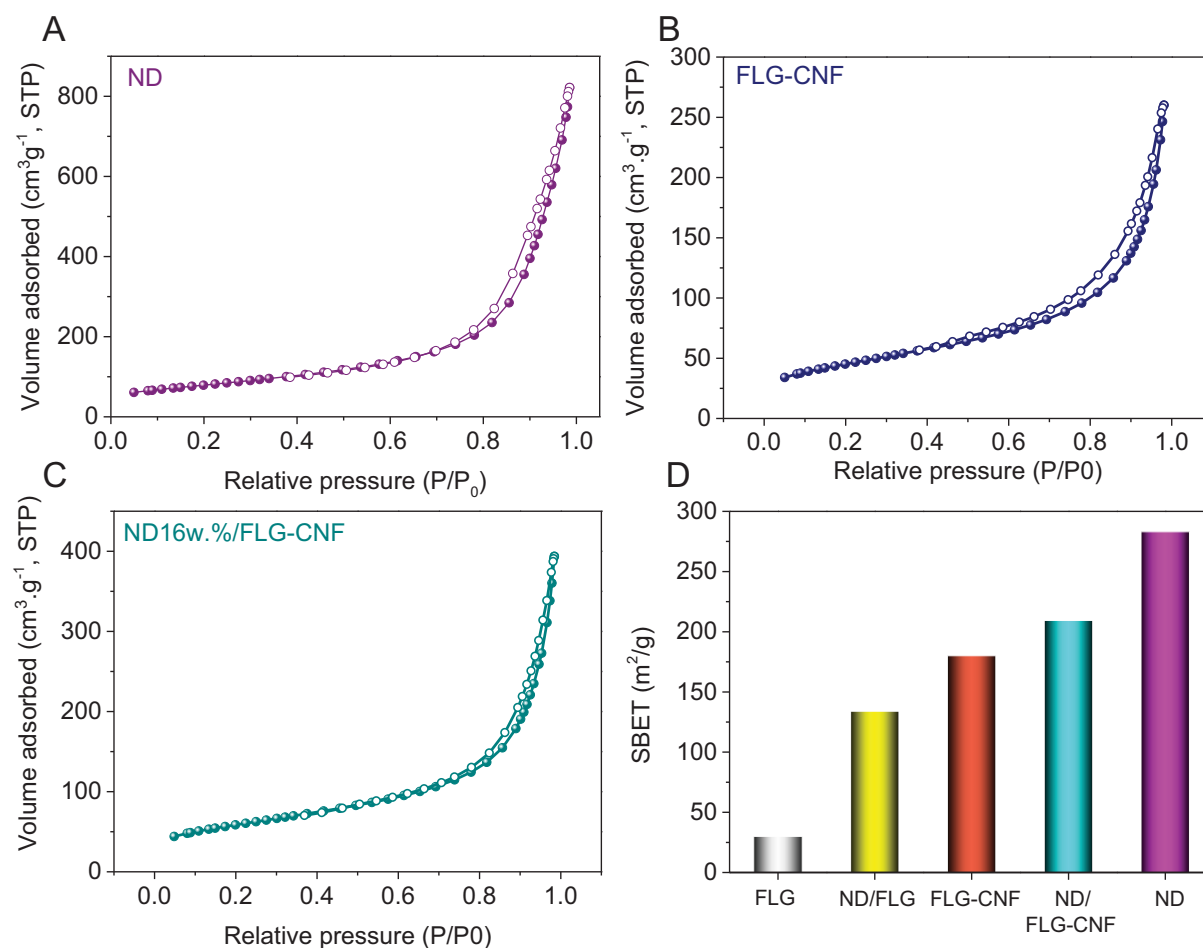 A
ND
Volume adsorbed (cm³g⁻¹, STP)
800
600
400
200
0
0.0 0.2 0.4 0.6 0.8 1.0
Relative pressure (P/P₀)
B
FLG-CNF
Volume adsorbed (cm³.g⁻¹, STP)
300
250
200
150
100
50
0
0.0 0.2 0.4 0.6 0.8 1.0
Relative pressure (P/P0)
C
ND16w.%/FLG-CNF
Volume adsorbed (cm³.g⁻¹, STP)
400
300
200
100
0
0.0 0.2 0.4 0.6 0.8 1.0
Relative pressure (P/P0)
D
SBET (m²/g)
300
250
200
150
100
50
0
FLG ND/FLG FLG-CNF ND/ ND
FLG-CNF